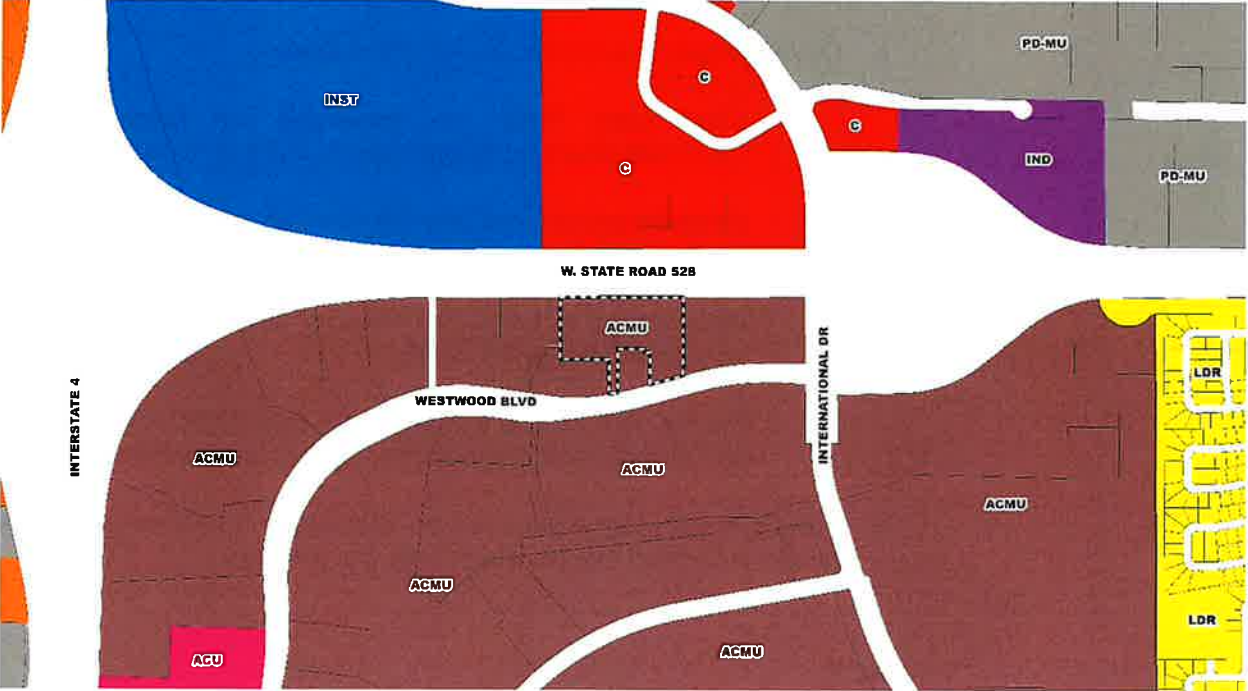 PD-MU
C
INST
C
IND
C
PD-MU
W. STATE ROAD 528
ACMU
INTERNATIONAL DR
LDR
WESTWOOD BLVD
INTERSTATE 4
ACMU
ACMU
ACMU
ACMU
LDR
ACMU
ACU